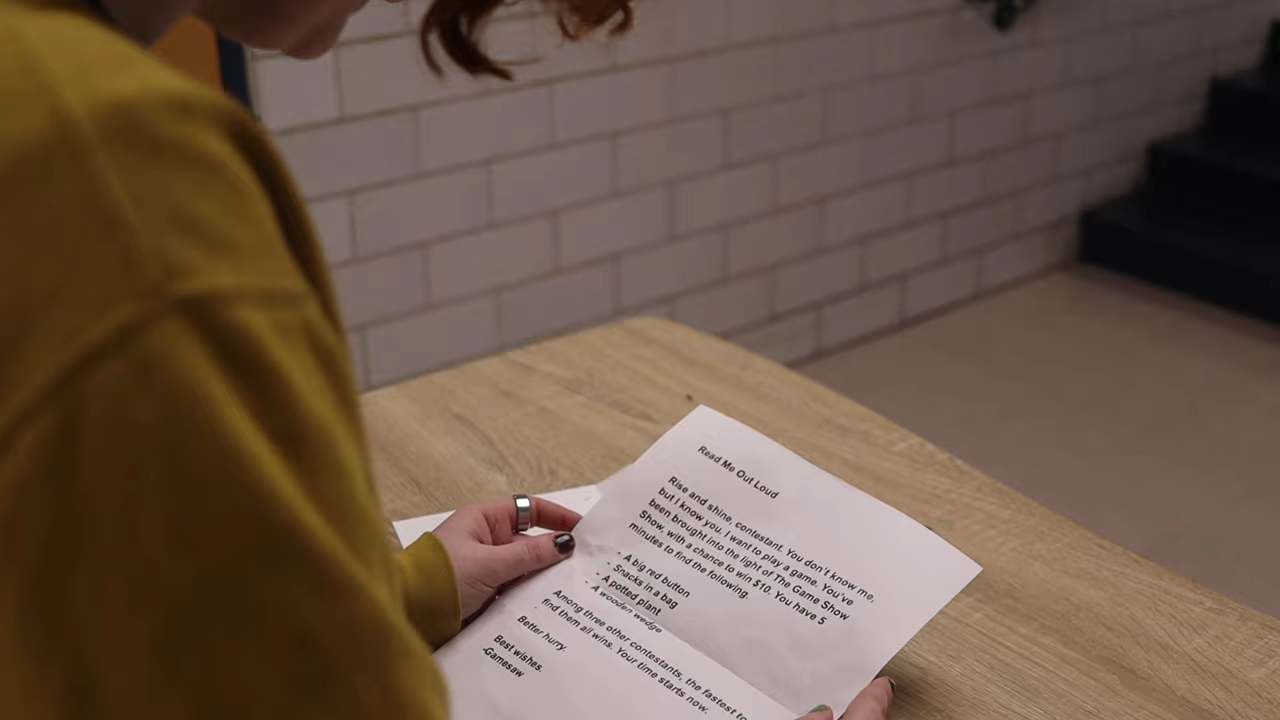 Read Me Out Loud
Rise and shine, contestant. You don't know me,
but I know you. I want to play a game. You've
been brought into the light of The Game Show
Show, with a chance to win $10. You have 5
minutes to find the following.
- A big red button
- Snacks in a bag
- A potted plant
- A wooden wedge
Among three other contestants, the fastest to
find them all wins. Your time starts now.
Better hurry.
Best wishes.
-Gamesaw